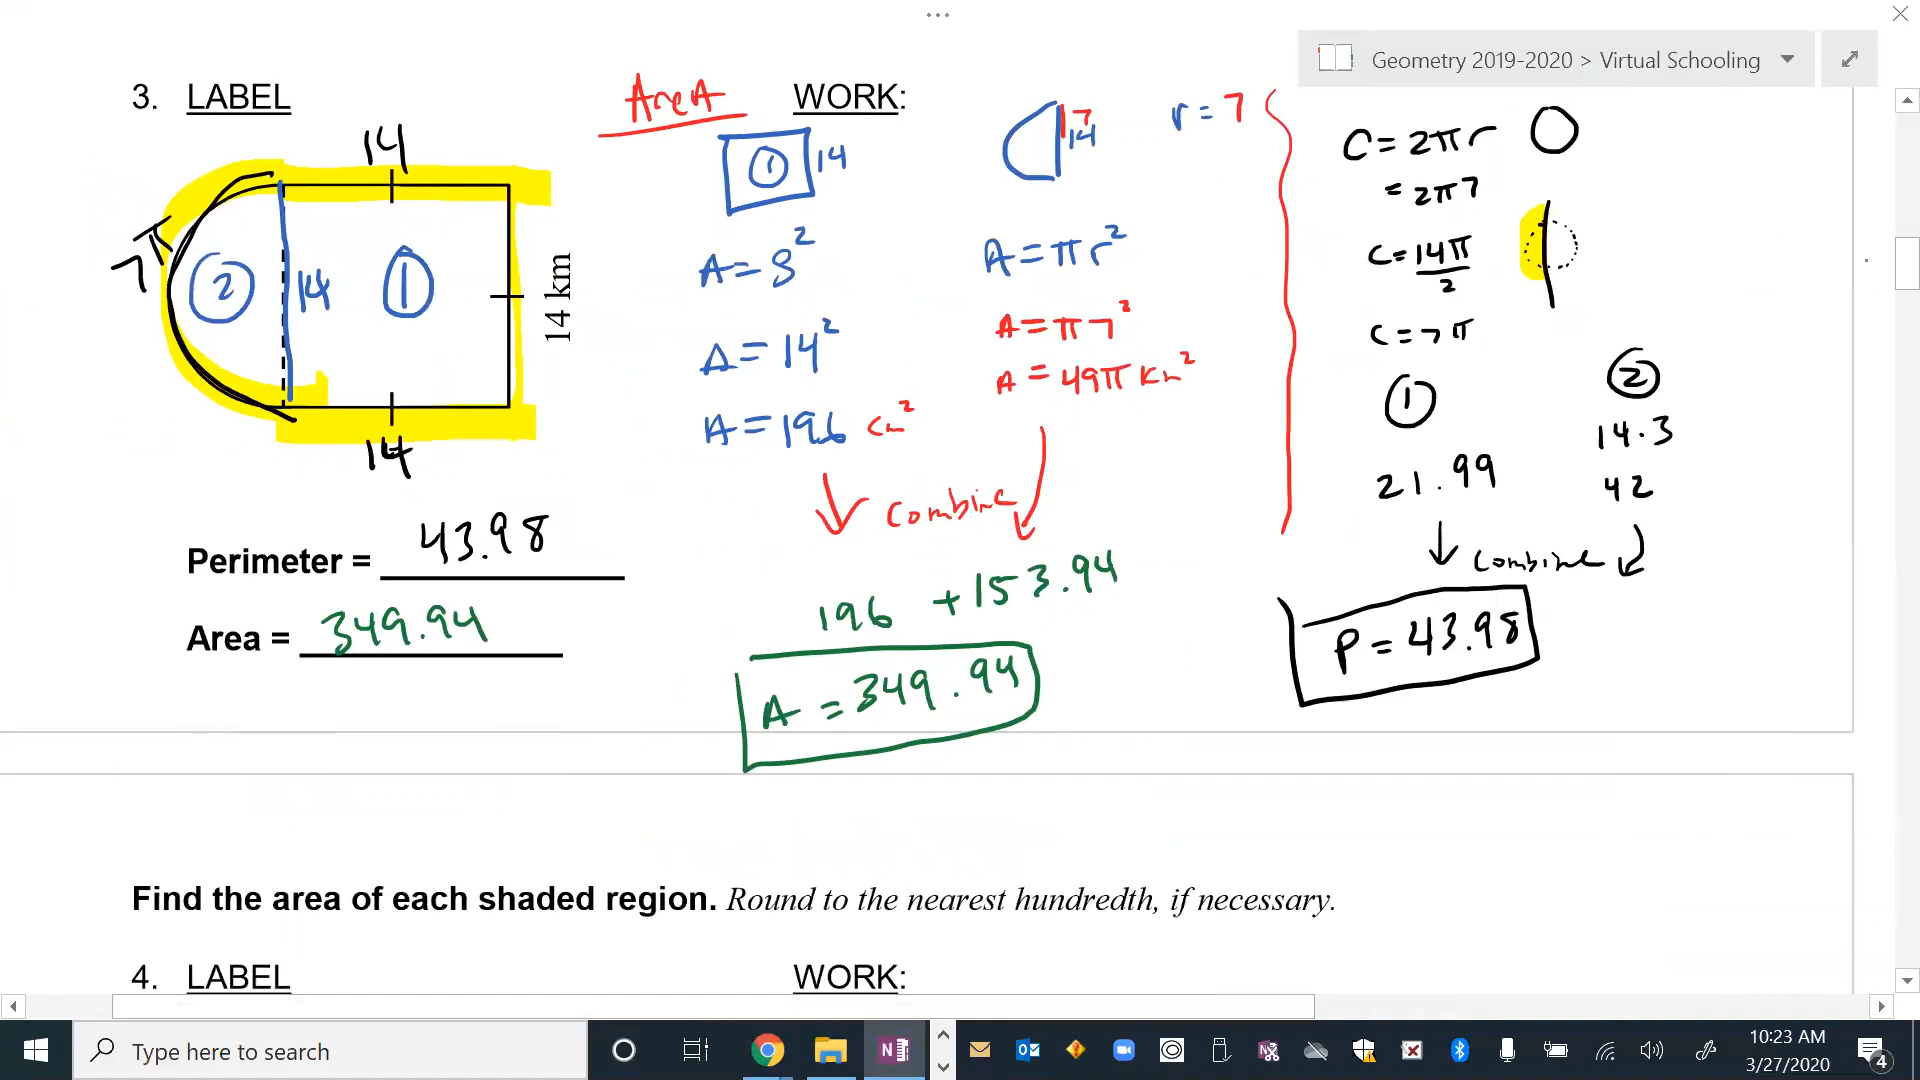 Geometry 2019-2020 > Virtual Schooling
3. LABEL
AreA
WORK:
14
7π
2
14
1
14 km
14
1
14
A = S²
A = 14²
A = 196 cm²
7
14
r = 7
A = πr²
A = π7²
A = 49π Km²
Combine
196 + 153.94
A = 349.94
C = 2πr
= 2π7
C = 14π
2
C = 7π
1
21.99
2
14.3
42
Combine
P = 43.98
Perimeter = 43.98
Area = 349.94
Find the area of each shaded region. Round to the nearest hundredth, if necessary.
4. LABEL
WORK:
Type here to search
10:23 AM
3/27/2020
4